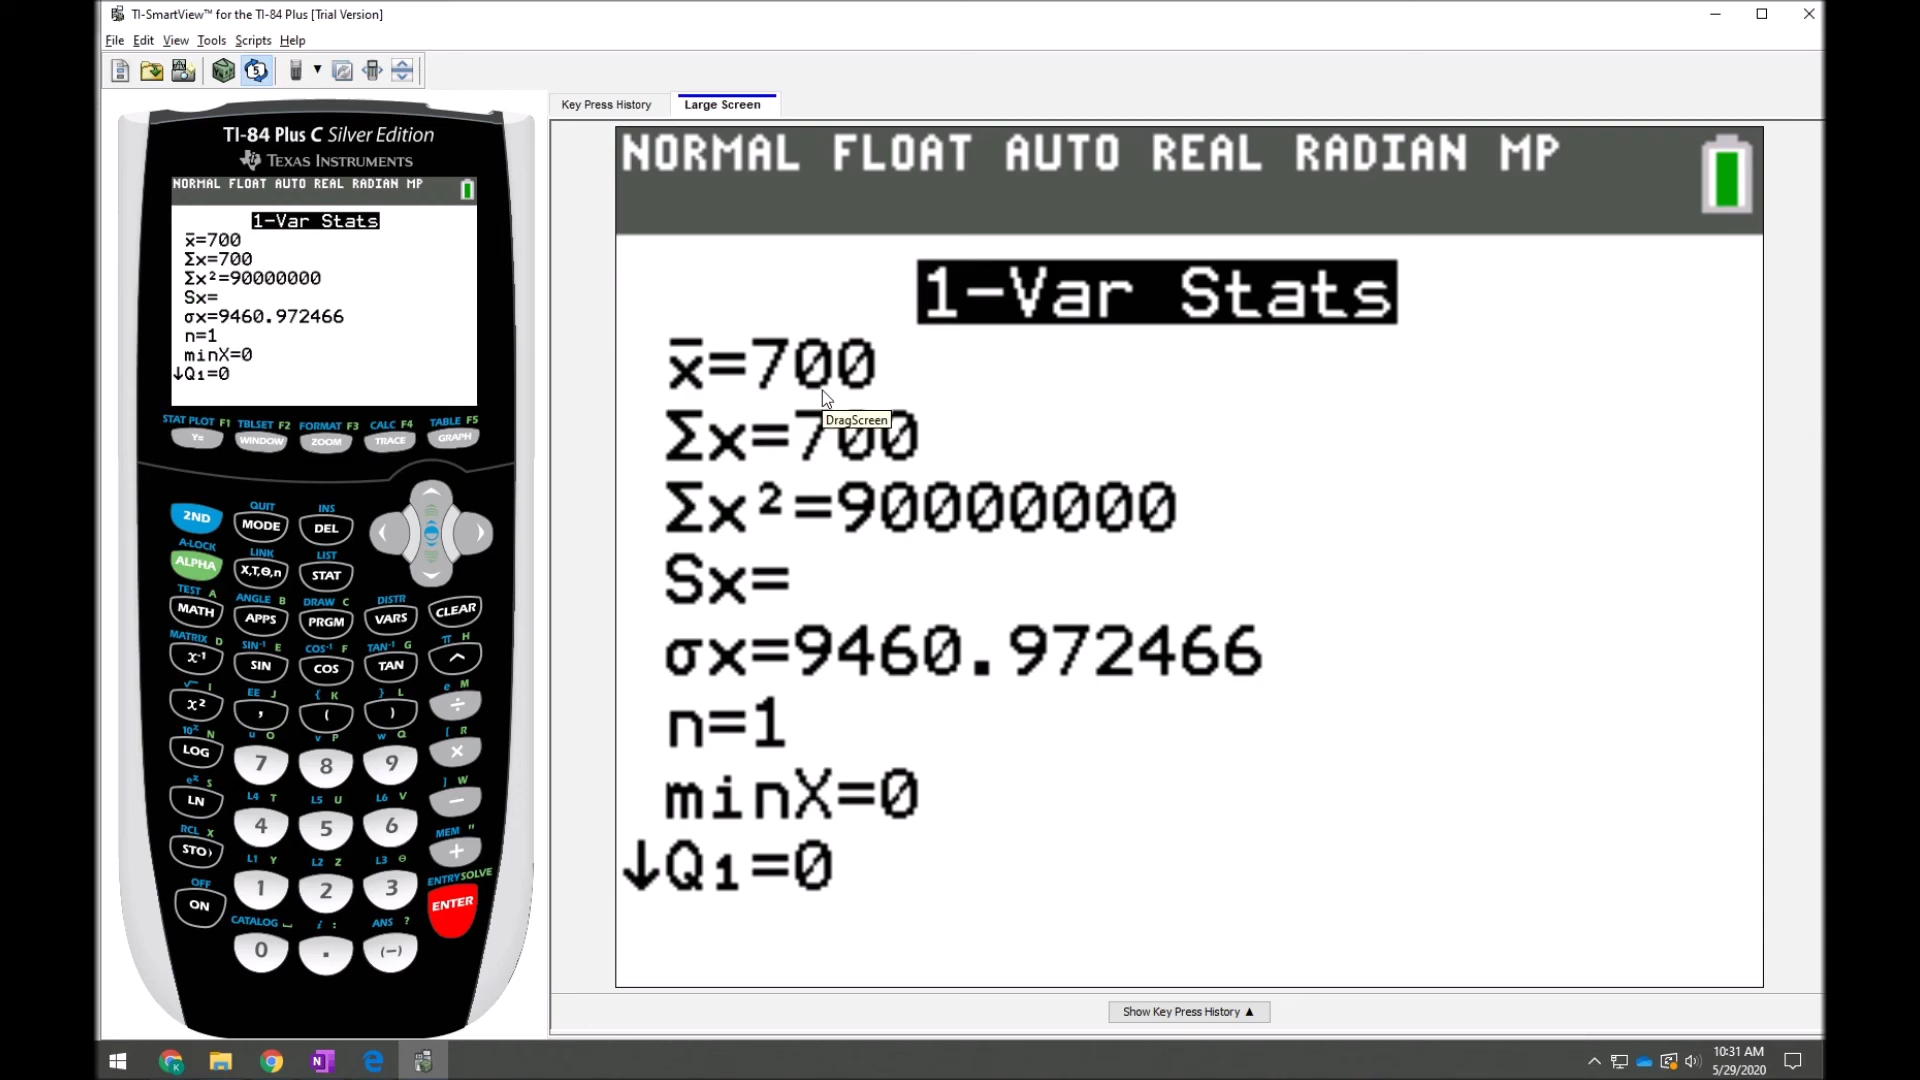 TI-SmartView™ for the TI-84 Plus [Trial Version]
File Edit View Tools Scripts Help
Key Press History Large Screen
TI-84 Plus C Silver Edition
TEXAS INSTRUMENTS
NORMAL FLOAT AUTO REAL RADIAN MP
1-Var Stats
x̄=700
Σx=700
Σx²=90000000
Sx=
σx=9460.972466
n=1
minX=0
↓Q₁=0
STAT PLOT F1 TBLSET F2 FORMAT F3 CALC F4 TABLE F5
Y= WINDOW ZOOM TRACE GRAPH
QUIT INS
2ND MODE DEL
A-LOCK LINK LIST
ALPHA X,T,Θ,n STAT
TEST A ANGLE B DRAW C DISTR
MATH APPS PRGM VARS CLEAR
MATRIX D SIN⁻¹ E COS⁻¹ F TAN⁻¹ G π H
x⁻¹ SIN COS TAN ^
√ I EE J { K } L e M
x² , ( ) ÷
10ˣ N u O v P w Q [ R
LOG 7 8 9 ×
eˣ S L4 T L5 U L6 V ] W
LN 4 5 6 −
RCL X L1 Y L2 Z L3 Θ MEM "
STO› 1 2 3 +
OFF CATALOG ⎵ i : ANS ? ENTRY SOLVE
ON 0 . (−) ENTER
NORMAL FLOAT AUTO REAL RADIAN MP
1-Var Stats
x̄=700
DragScreen
Σx=700
Σx²=90000000
Sx=
σx=9460.972466
n=1
minX=0
↓Q₁=0
Show Key Press History ▲
10:31 AM
5/29/2020